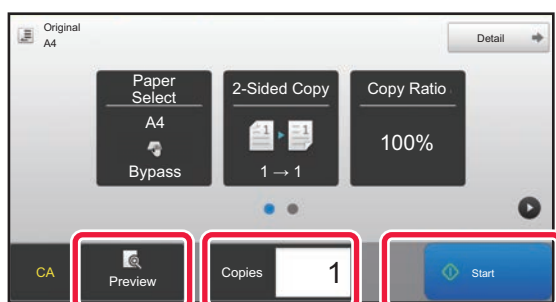 Original
A4
Detail
Paper
Select
A4
Bypass
2-Sided Copy
1 → 1
Copy Ratio
100%
CA
Preview
Copies
1
Start